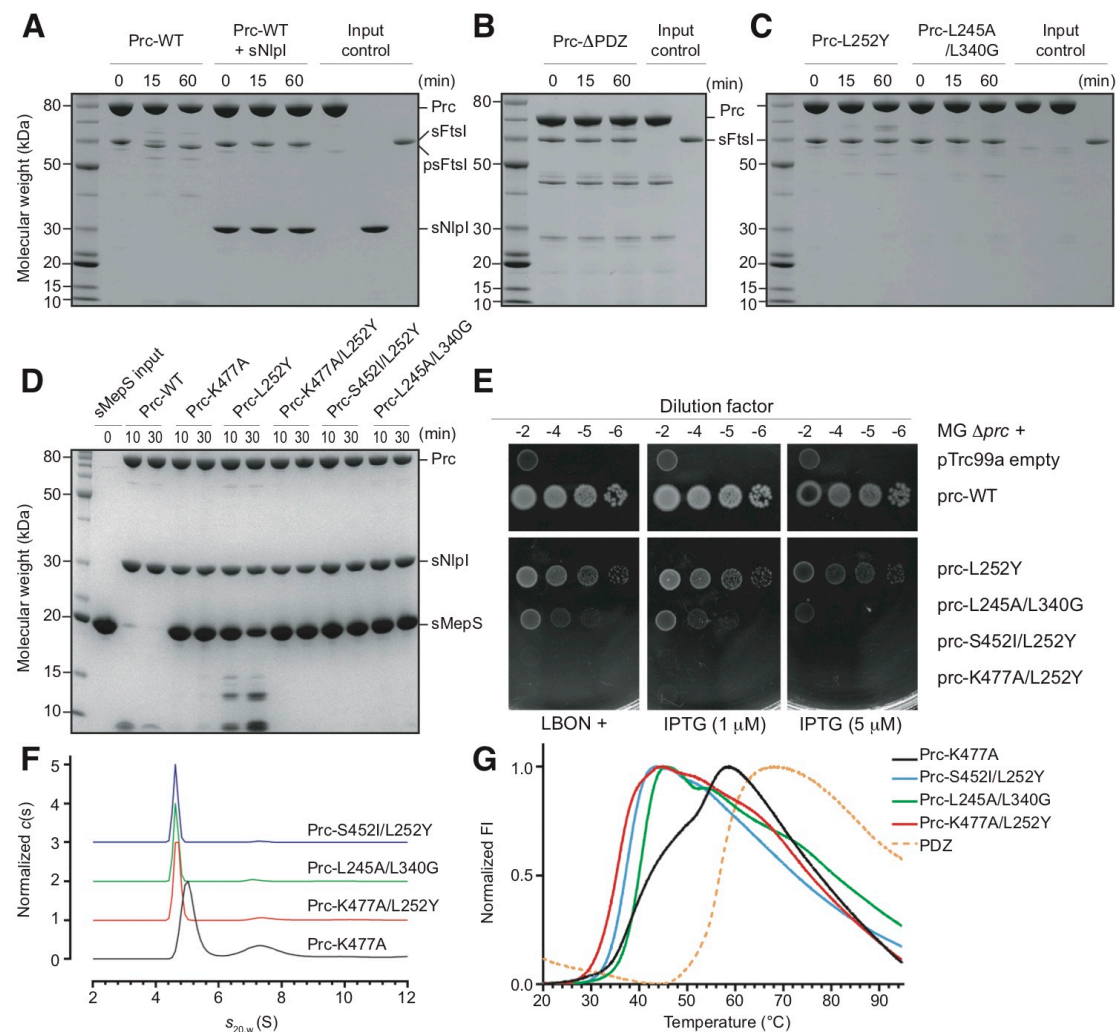 A
Prc-WT
Prc-WT
+ sNlpI
Input
control
0 15 60 0 15 60 (min)
Molecular weight (kDa)
80
50
30
20
15
10
Prc
sFtsI
psFtsI
sNlpI
B
Prc-ΔPDZ
Input
control
0 15 60
80
50
30
20
15
10
Prc
sFtsI
C
Prc-L252Y
Prc-L245A
/L340G
Input
control
0 15 60 0 15 60 (min)
80
50
30
20
15
10
D
sMepS input
Prc-WT
Prc-K477A
Prc-L252Y
Prc-K477A/L252Y
Prc-S452I/L252Y
Prc-L245A/L340G
0 10 30 10 30 10 30 10 30 10 30 10 30 (min)
Molecular weight (kDa)
80
50
30
20
15
10
Prc
sNlpI
sMepS
E
Dilution factor
-2 -4 -5 -6 -2 -4 -5 -6 -2 -4 -5 -6
MG Δprc +
pTrc99a empty
prc-WT
prc-L252Y
prc-L245A/L340G
prc-S452I/L252Y
prc-K477A/L252Y
LBON + IPTG (1 μM) IPTG (5 μM)
F
Normalized c(s)
5
4
3
2
1
0
Prc-S452I/L252Y
Prc-L245A/L340G
Prc-K477A/L252Y
Prc-K477A
2 4 6 8 10 12
s20,w (S)
G
Normalized FI
1.0
0.5
0.0
20 30 40 50 60 70 80 90
Temperature (°C)
Prc-K477A
Prc-S452I/L252Y
Prc-L245A/L340G
Prc-K477A/L252Y
PDZ